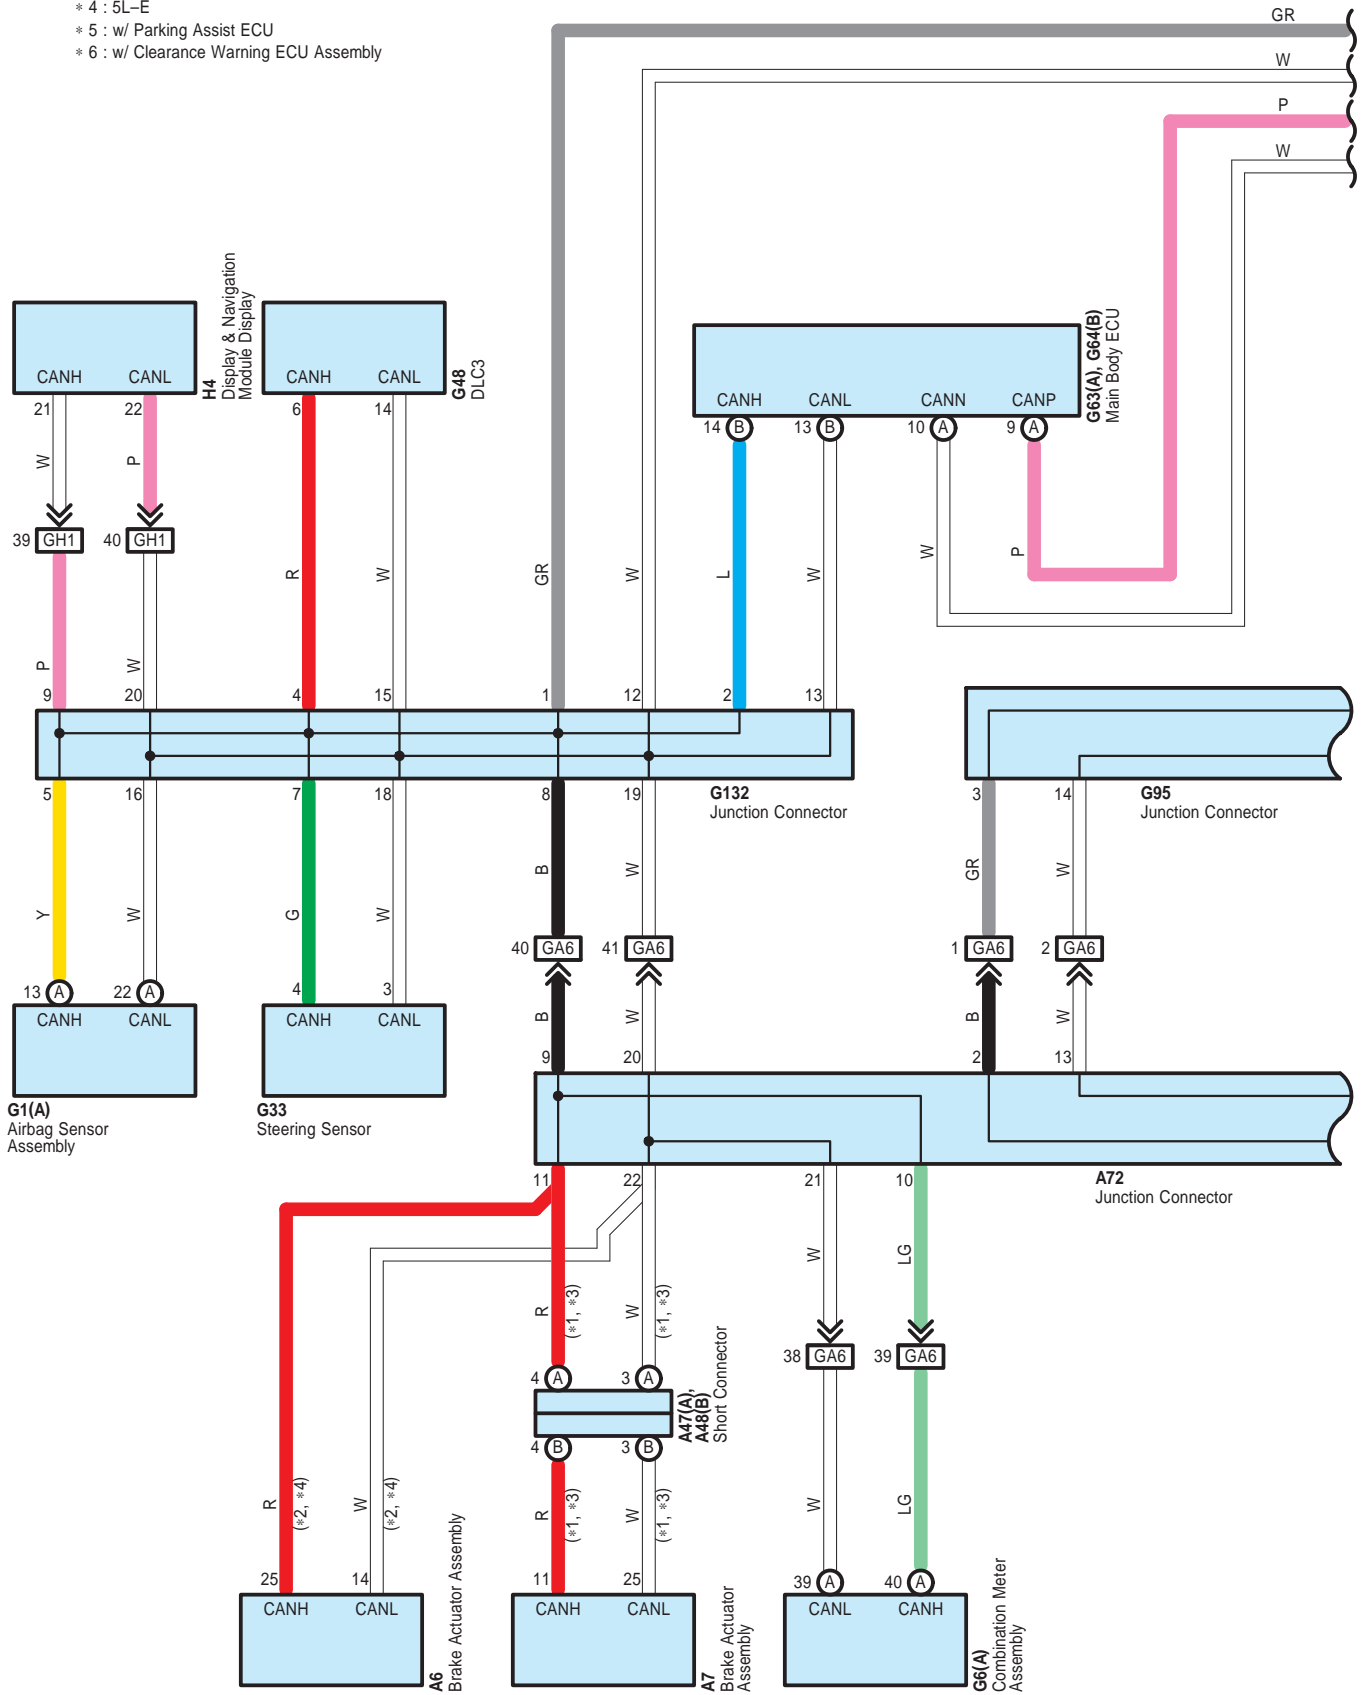 * 4 : 5L–E
* 5 : w/ Parking Assist ECU
* 6 : w/ Clearance Warning ECU Assembly
GR
W
P
W
H4
Display & Navigation
Module Display
CANH CANL
21 22
W P
39 GH1 40 GH1
P W
9 20
G48
DLC3
CANH CANL
6 14
R W
4 15
GR W
1 12
G63(A), G64(B)
Main Body ECU
CANH CANL CANN CANP
14 B 13 B 10 A 9 A
L W W P
2 13
G132
Junction Connector
5 16 7 18 8 19
Y W G W B W
13 A 22 A
CANH CANL
G1(A)
Airbag Sensor
Assembly
4 3
CANH CANL
G33
Steering Sensor
40 GA6 41 GA6
B W
9 20
G95
Junction Connector
3 14
GR W
1 GA6 2 GA6
B W
2 13
A72
Junction Connector
11 22 21 10
R (*1, *3) W (*1, *3)
W LG
4 A 3 A
A47(A),
A48(B)
Short Connector
4 B 3 B
38 GA6 39 GA6
R (*2, *4) W (*2, *4)
R (*1, *3) W (*1, *3)
W LG
25 14
CANH CANL
A6
Brake Actuator Assembly
11 25
CANH CANL
A7
Brake Actuator
Assembly
39 A 40 A
CANL CANH
G6(A)
Combination Meter
Assembly